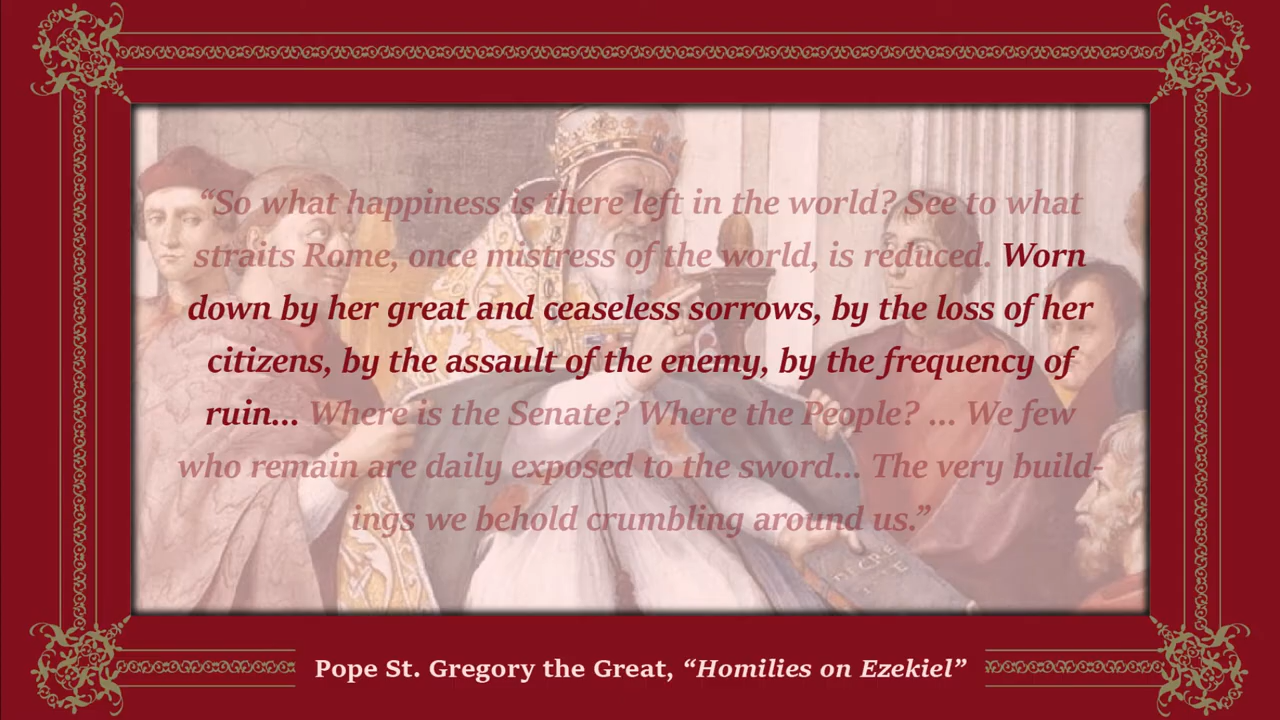 “So what happiness is there left in the world? See to what
straits Rome, once mistress of the world, is reduced. Worn
down by her great and ceaseless sorrows, by the loss of her
citizens, by the assault of the enemy, by the frequency of
ruin... Where is the Senate? Where the People? ... We few
who remain are daily exposed to the sword... The very build-
ings we behold crumbling around us.”
DECRE
Pope St. Gregory the Great, “Homilies on Ezekiel”